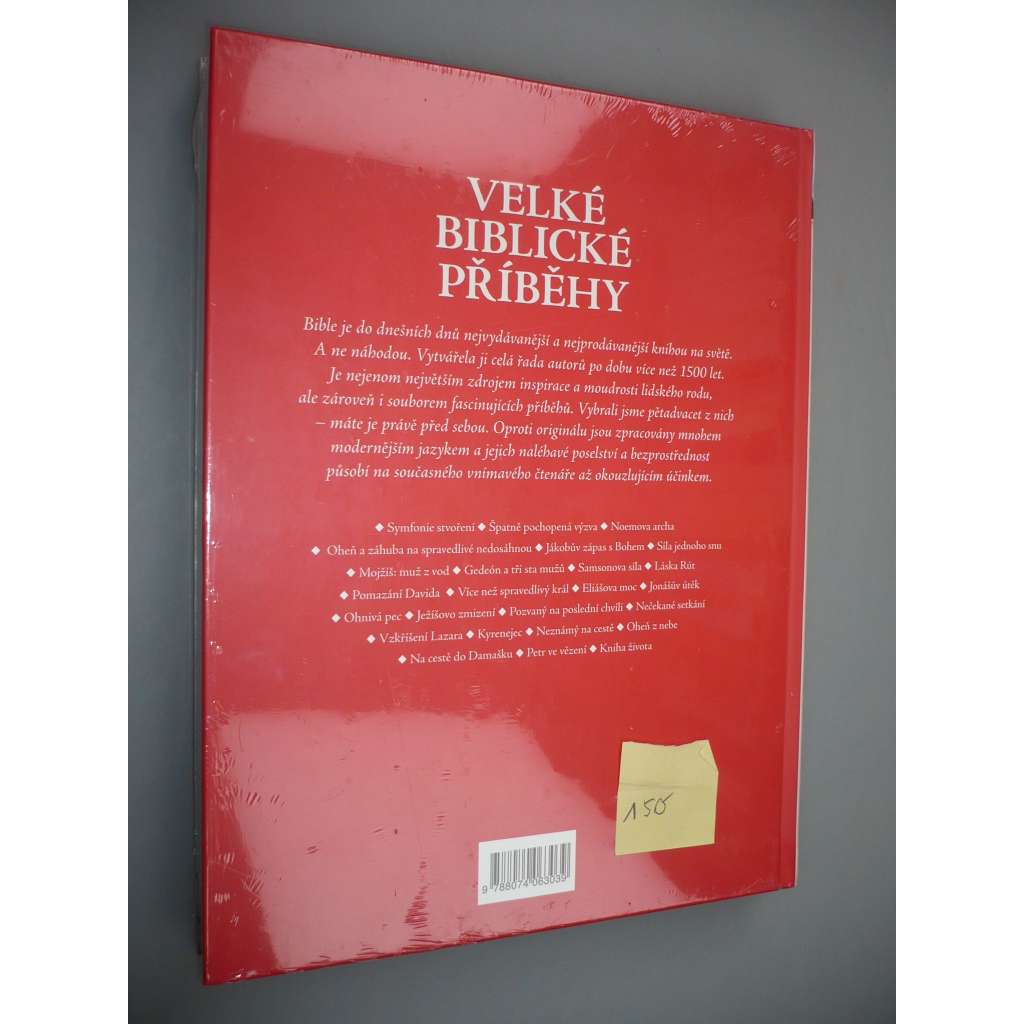 VELKÉ
BIBLICKÉ
PŘÍBĚHY
Bible je do dnešních dnů nejvydávanější a nejprodávanější knihou na světě.
A ne náhodou. Vytvářela ji celá řada autorů po dobu více než 1500 let.
Je nejenom největším zdrojem inspirace a moudrosti lidského rodu,
ale zároveň i souborem fascinujících příběhů. Vybrali jsme pětadvacet z nich
– máte je právě před sebou. Oproti originálu jsou zpracovány mnohem
modernějším jazykem a jejich naléhavé poselství a bezprostřednost
působí na současného vnímavého čtenáře až okouzlujícím účinkem.
◆ Symfonie stvoření ◆ Špatně pochopená výzva ◆ Noemova archa
◆ Oheň a záhuba na spravedlivé nedosáhnou ◆ Jákobův zápas s Bohem ◆ Síla jednoho snu
◆ Mojžíš: muž z vod ◆ Gedeón a tři sta mužů ◆ Samsonova síla ◆ Láska Rút
◆ Pomazání Davida ◆ Více než spravedlivý král ◆ Eliášova moc ◆ Jonášův útěk
◆ Ohnivá pec ◆ Ježíšovo zmizení ◆ Pozvaný na poslední chvíli ◆ Nečekané setkání
◆ Vzkříšení Lazara ◆ Kyrenejec ◆ Neznámý na cestě ◆ Oheň z nebe
◆ Na cestě do Damašku ◆ Petr ve vězení ◆ Kniha života
150
9 788074 063039